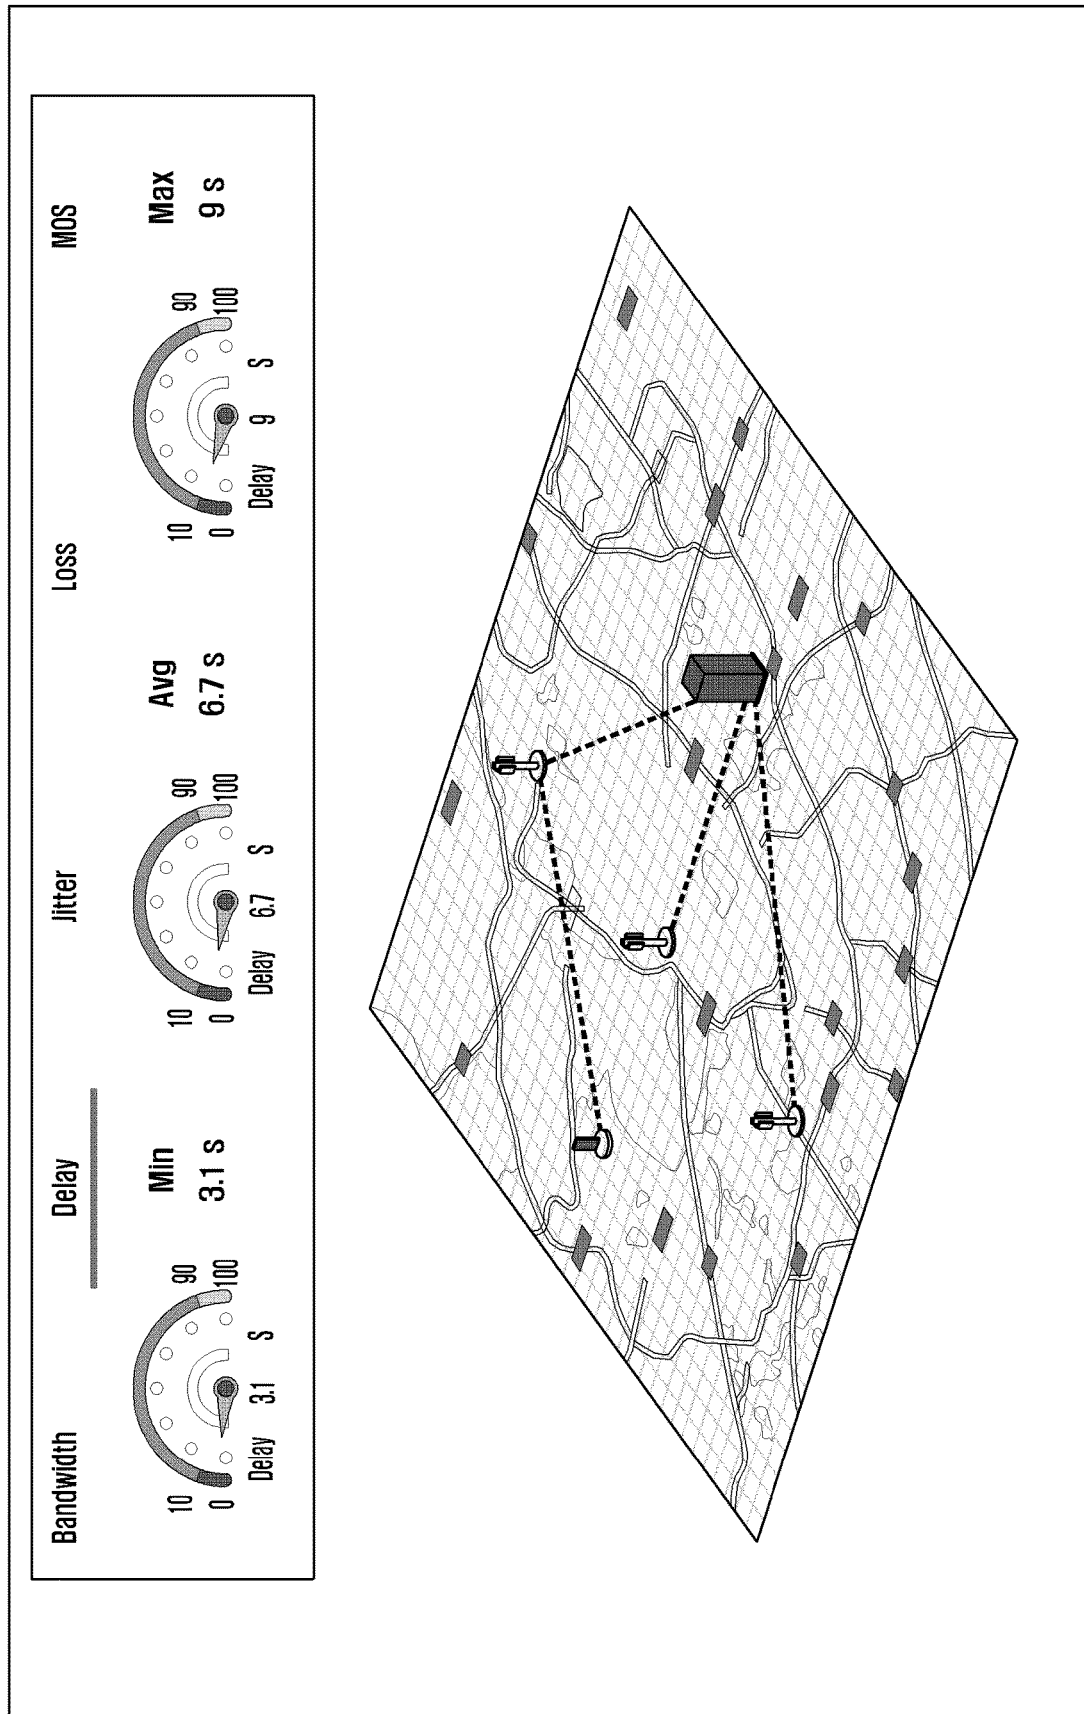 Bandwidth Delay Jitter Loss MOS
10 90
0 100
Delay 3.1 S
Min
3.1 s
10 90
0 100
Delay 6.7 S
Avg
6.7 s
10 90
0 100
Delay 9 S
Max
9 s